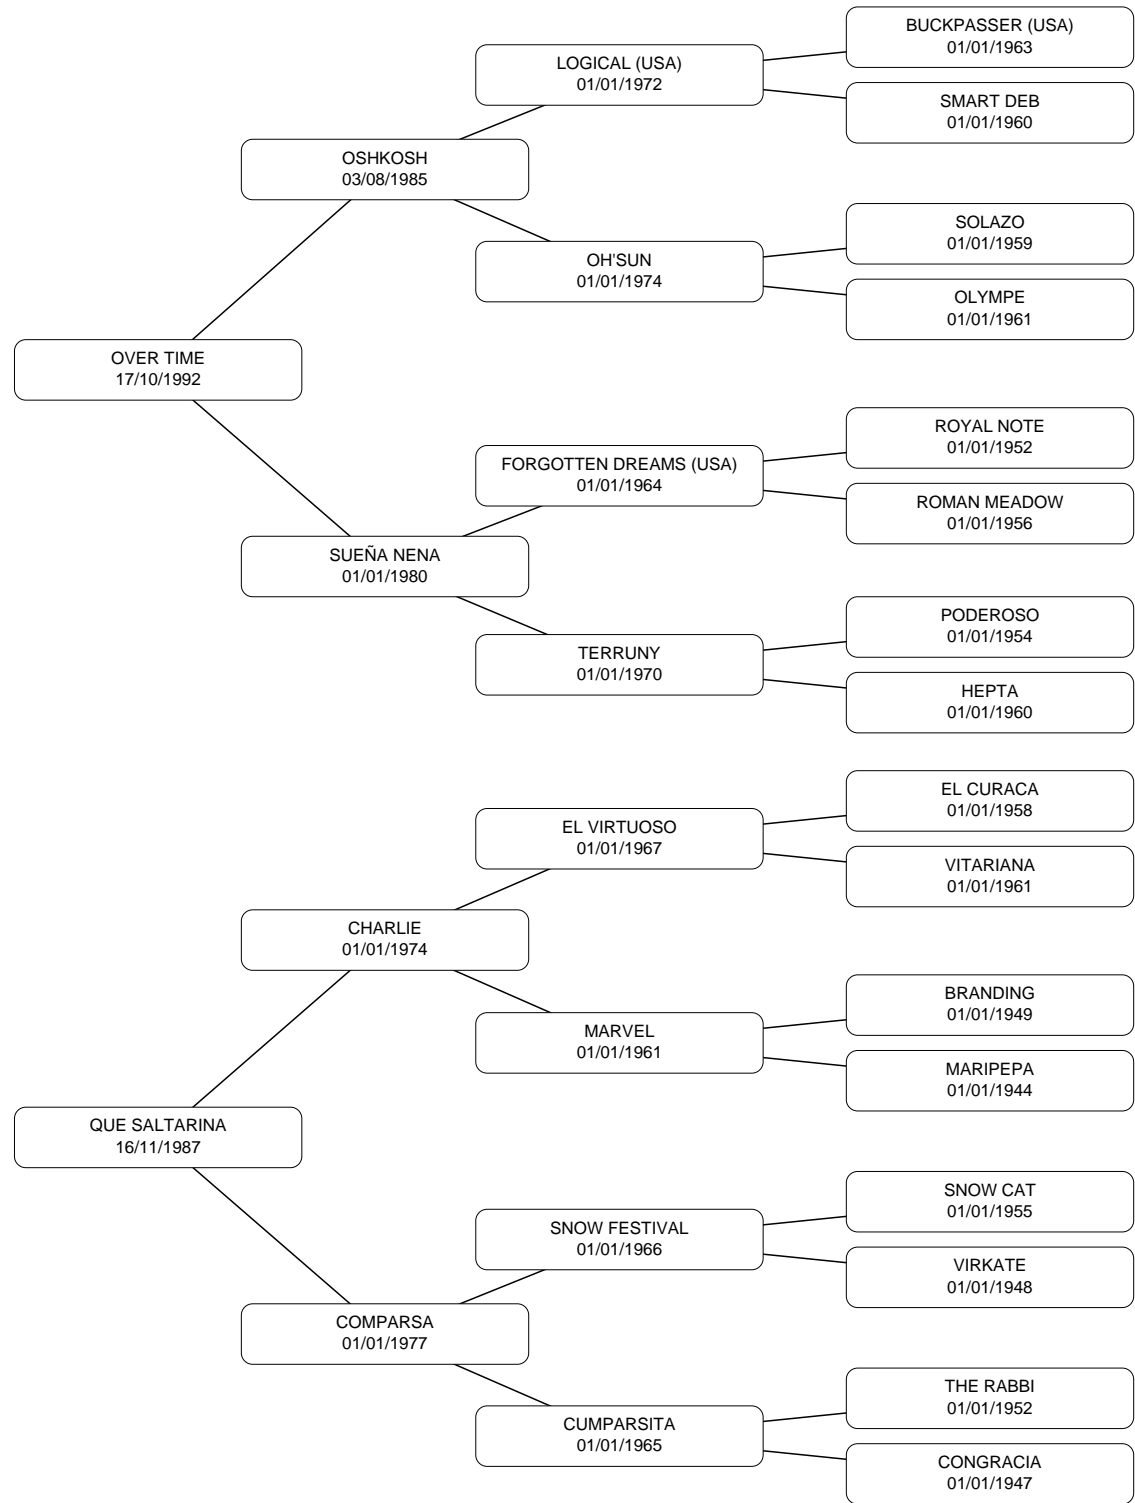 BUCKPASSER (USA)
01/01/1963
LOGICAL (USA)
01/01/1972
SMART DEB
01/01/1960
OSHKOSH
03/08/1985
SOLAZO
01/01/1959
OH'SUN
01/01/1974
OLYMPE
01/01/1961
OVER TIME
17/10/1992
ROYAL NOTE
01/01/1952
FORGOTTEN DREAMS (USA)
01/01/1964
ROMAN MEADOW
01/01/1956
SUEÑA NENA
01/01/1980
PODEROSO
01/01/1954
TERRUNY
01/01/1970
HEPTA
01/01/1960
EL CURACA
01/01/1958
EL VIRTUOSO
01/01/1967
VITARIANA
01/01/1961
CHARLIE
01/01/1974
BRANDING
01/01/1949
MARVEL
01/01/1961
MARIPEPA
01/01/1944
QUE SALTARINA
16/11/1987
SNOW CAT
01/01/1955
SNOW FESTIVAL
01/01/1966
VIRKATE
01/01/1948
COMPARSA
01/01/1977
THE RABBI
01/01/1952
CUMPARSITA
01/01/1965
CONGRACIA
01/01/1947